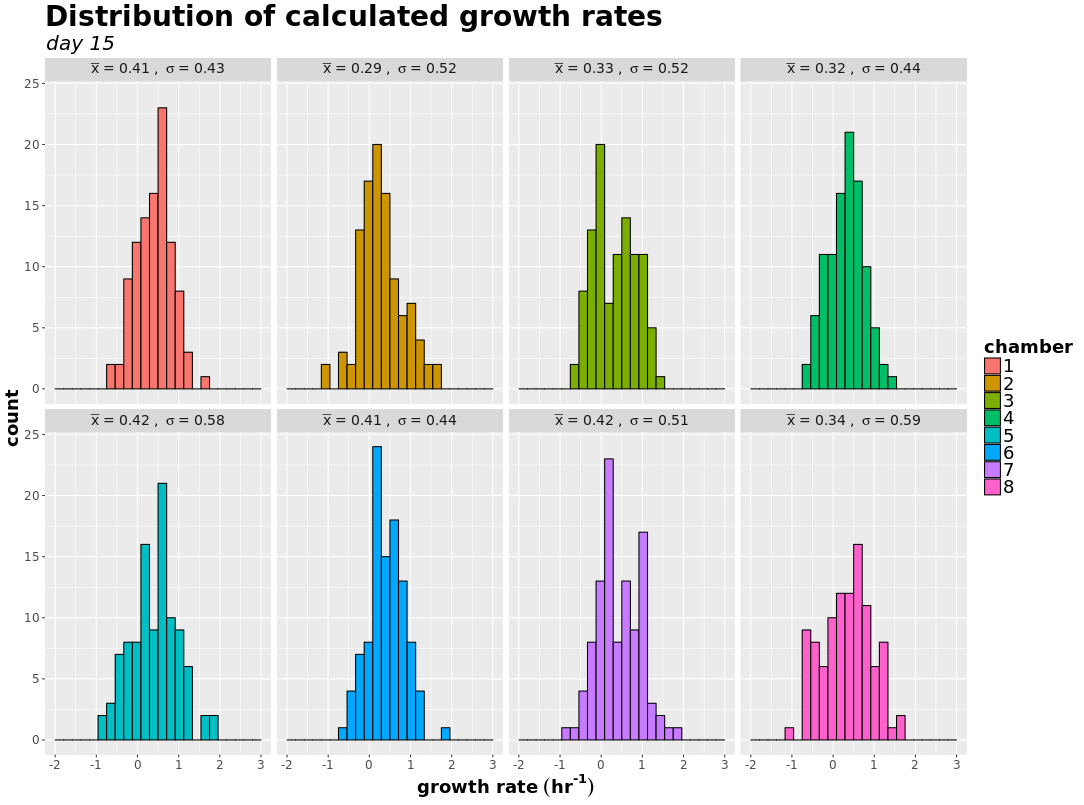 Distribution of calculated growth rates
day 15
x̅ = 0.41 , σ = 0.43
x̅ = 0.29 , σ = 0.52
x̅ = 0.33 , σ = 0.52
x̅ = 0.32 , σ = 0.44
25
20
15
10
5
0
x̅ = 0.42 , σ = 0.58
x̅ = 0.41 , σ = 0.44
x̅ = 0.42 , σ = 0.51
x̅ = 0.34 , σ = 0.59
25
20
15
10
5
0
-2 -1 0 1 2 3
-2 -1 0 1 2 3
-2 -1 0 1 2 3
-2 -1 0 1 2 3
count
growth rate (hr⁻¹)
chamber
1
2
3
4
5
6
7
8